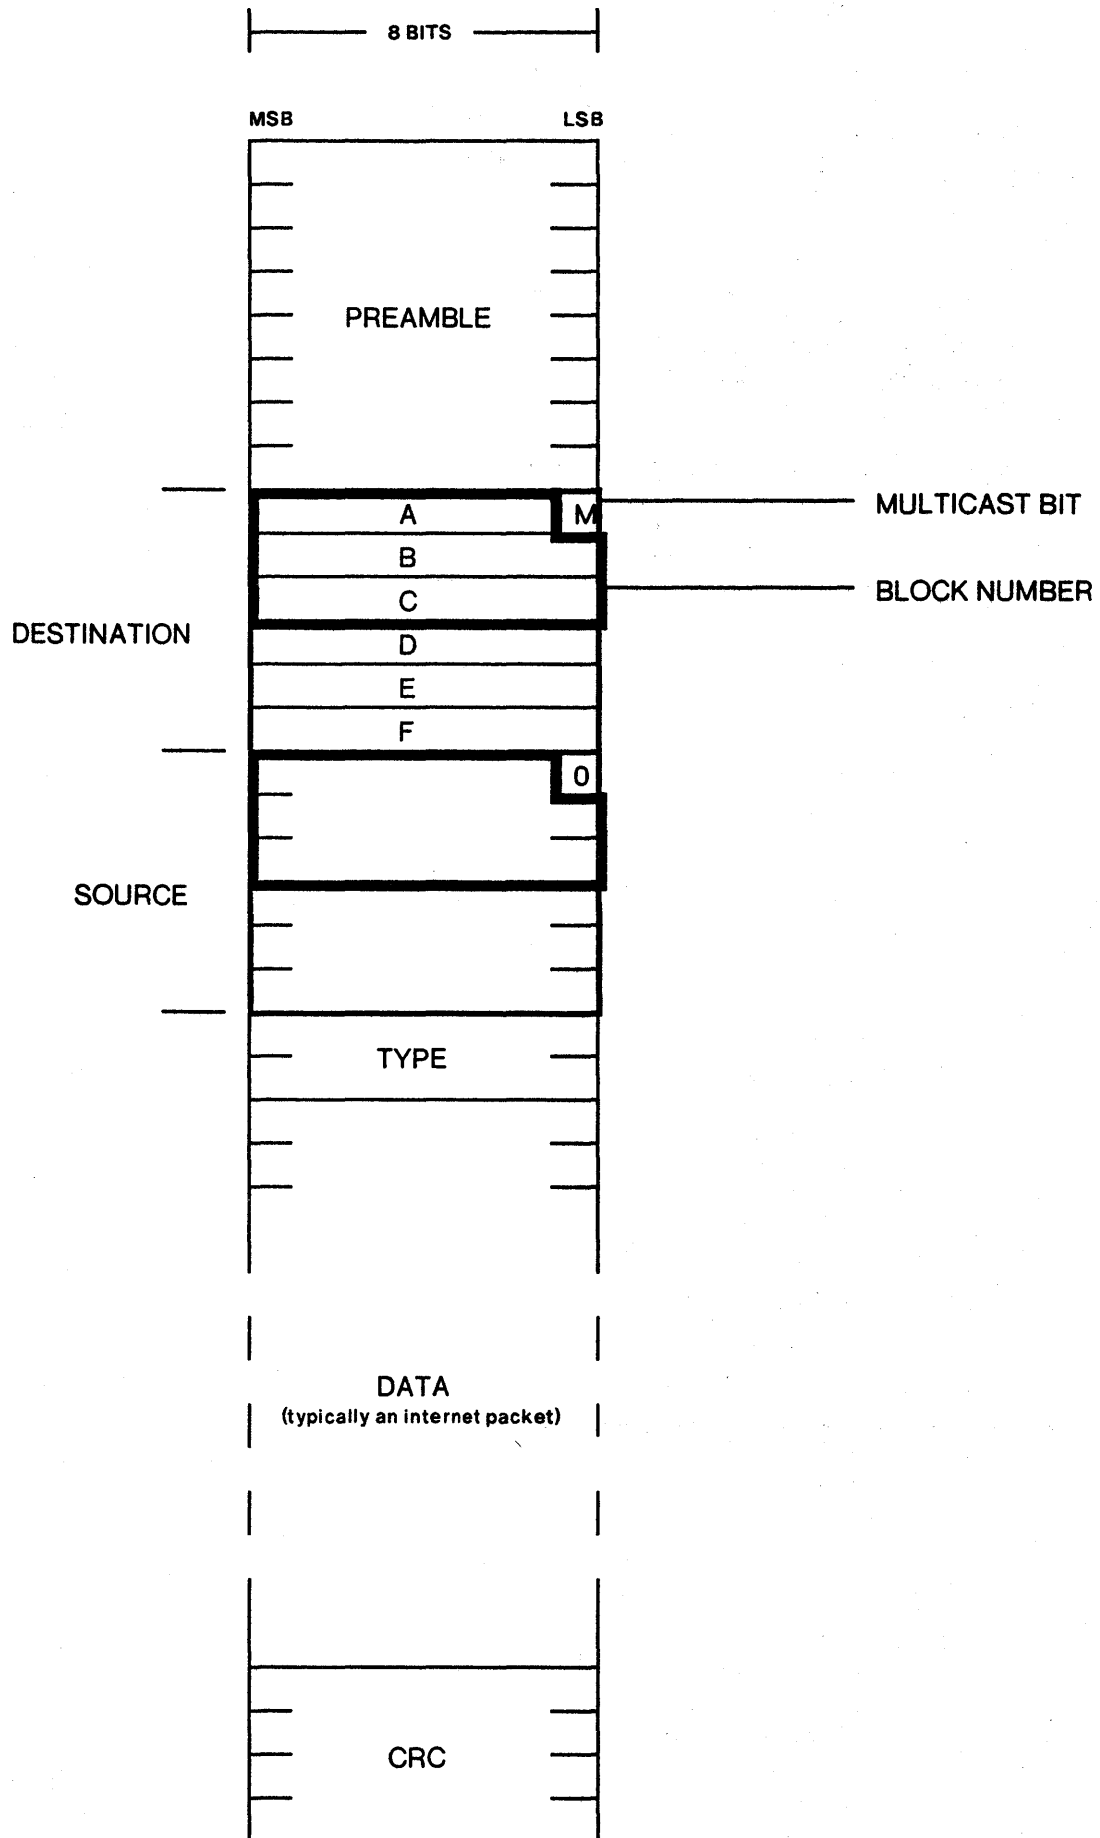 8 BITS
MSB LSB
PREAMBLE
A M MULTICAST BIT
B
C BLOCK NUMBER
DESTINATION D
E
F
0
SOURCE
TYPE
DATA
(typically an internet packet)
CRC